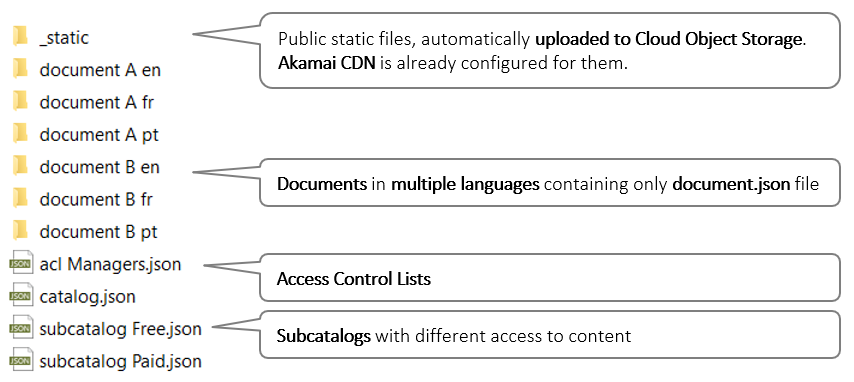 _static
Public static files, automatically uploaded to Cloud Object Storage.
Akamai CDN is already configured for them.
document A en
document A fr
document A pt
document B en
Documents in multiple languages containing only document.json file
document B fr
document B pt
JSON acl Managers.json
Access Control Lists
JSON catalog.json
JSON subcatalog Free.json
Subcatalogs with different access to content
JSON subcatalog Paid.json